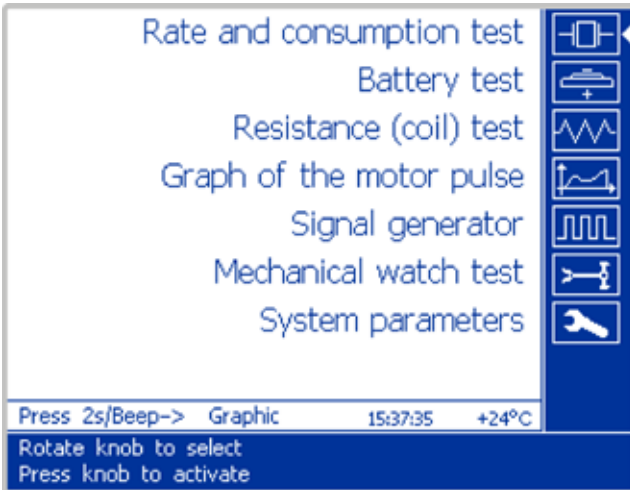 Rate and consumption test
Battery test
Resistance (coil) test
Graph of the motor pulse
Signal generator
Mechanical watch test
System parameters
Press 2s/Beep-> Graphic 15:37:35 +24°C
Rotate knob to select
Press knob to activate